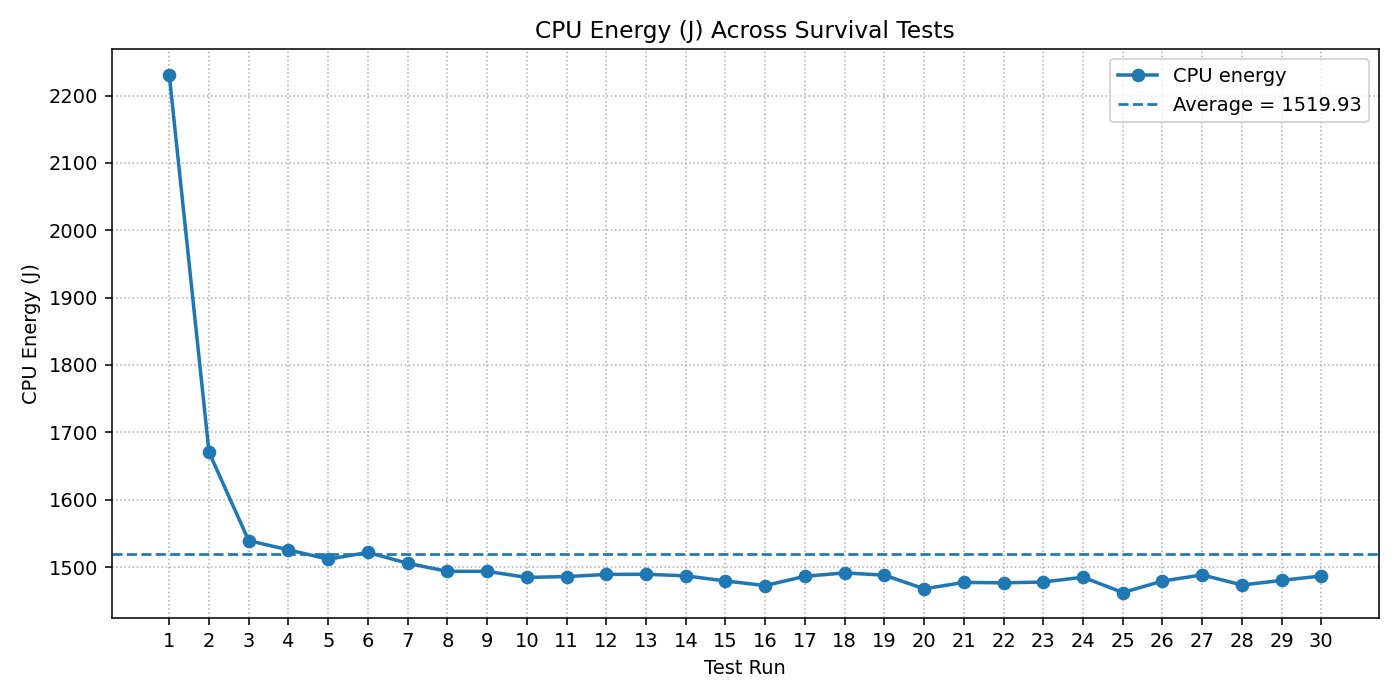 CPU Energy (J) Across Survival Tests
CPU energy
Average = 1519.93
CPU Energy (J)
2200
2100
2000
1900
1800
1700
1600
1500
1 2 3 4 5 6 7 8 9 10 11 12 13 14 15 16 17 18 19 20 21 22 23 24 25 26 27 28 29 30
Test Run